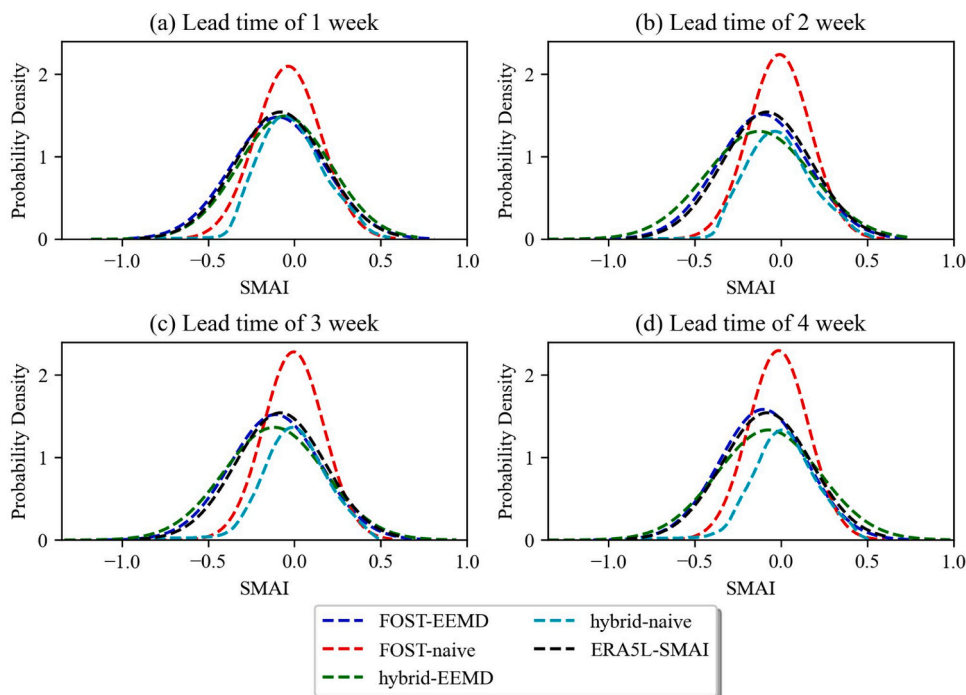 (a) Lead time of 1 week
(b) Lead time of 2 week
Probability Density
2
1
0
−1.0 −0.5 0.0 0.5 1.0
SMAI
Probability Density
2
1
0
−1.0 −0.5 0.0 0.5 1.0
SMAI
(c) Lead time of 3 week
(d) Lead time of 4 week
Probability Density
2
1
0
−1.0 −0.5 0.0 0.5 1.0
SMAI
Probability Density
2
1
0
−1.0 −0.5 0.0 0.5 1.0
SMAI
FOST-EEMD
FOST-naive
hybrid-EEMD
hybrid-naive
ERA5L-SMAI